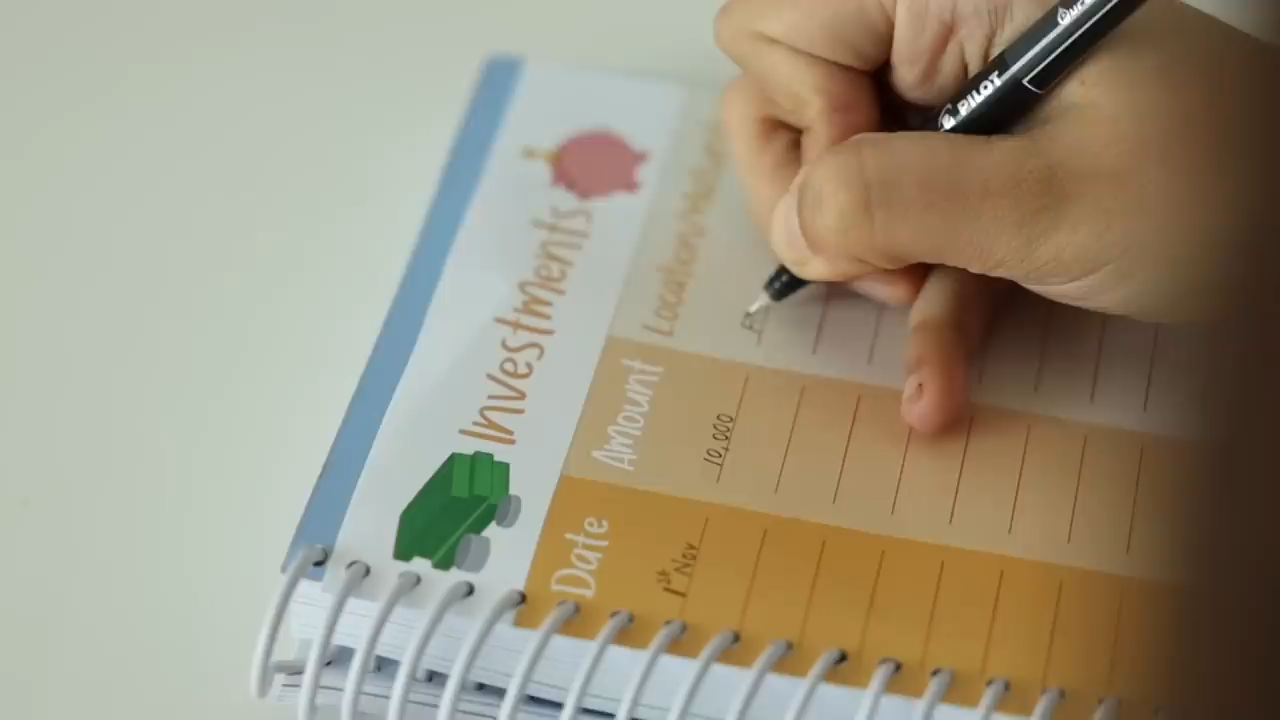 Investments
Date Amount Location/
1st Nov 10,000
PILOT